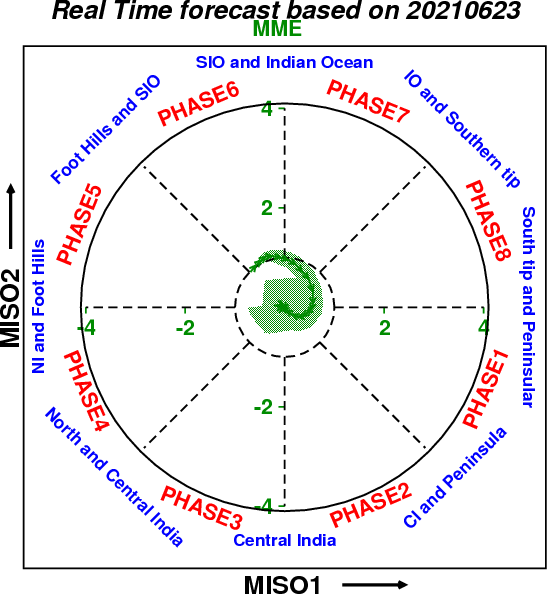 Real Time forecast based on 20210623
MME
SIO and Indian Ocean
PHASE6
PHASE7
Foot Hills and SIO
IO and Southern tip
4
PHASE5
PHASE8
2
NI and Foot Hills
South tip and Peninsular
MISO2
-4
-2
2
4
PHASE4
PHASE1
-2
North and Central India
CI and Peninsula
PHASE3
PHASE2
-4
Central India
MISO1